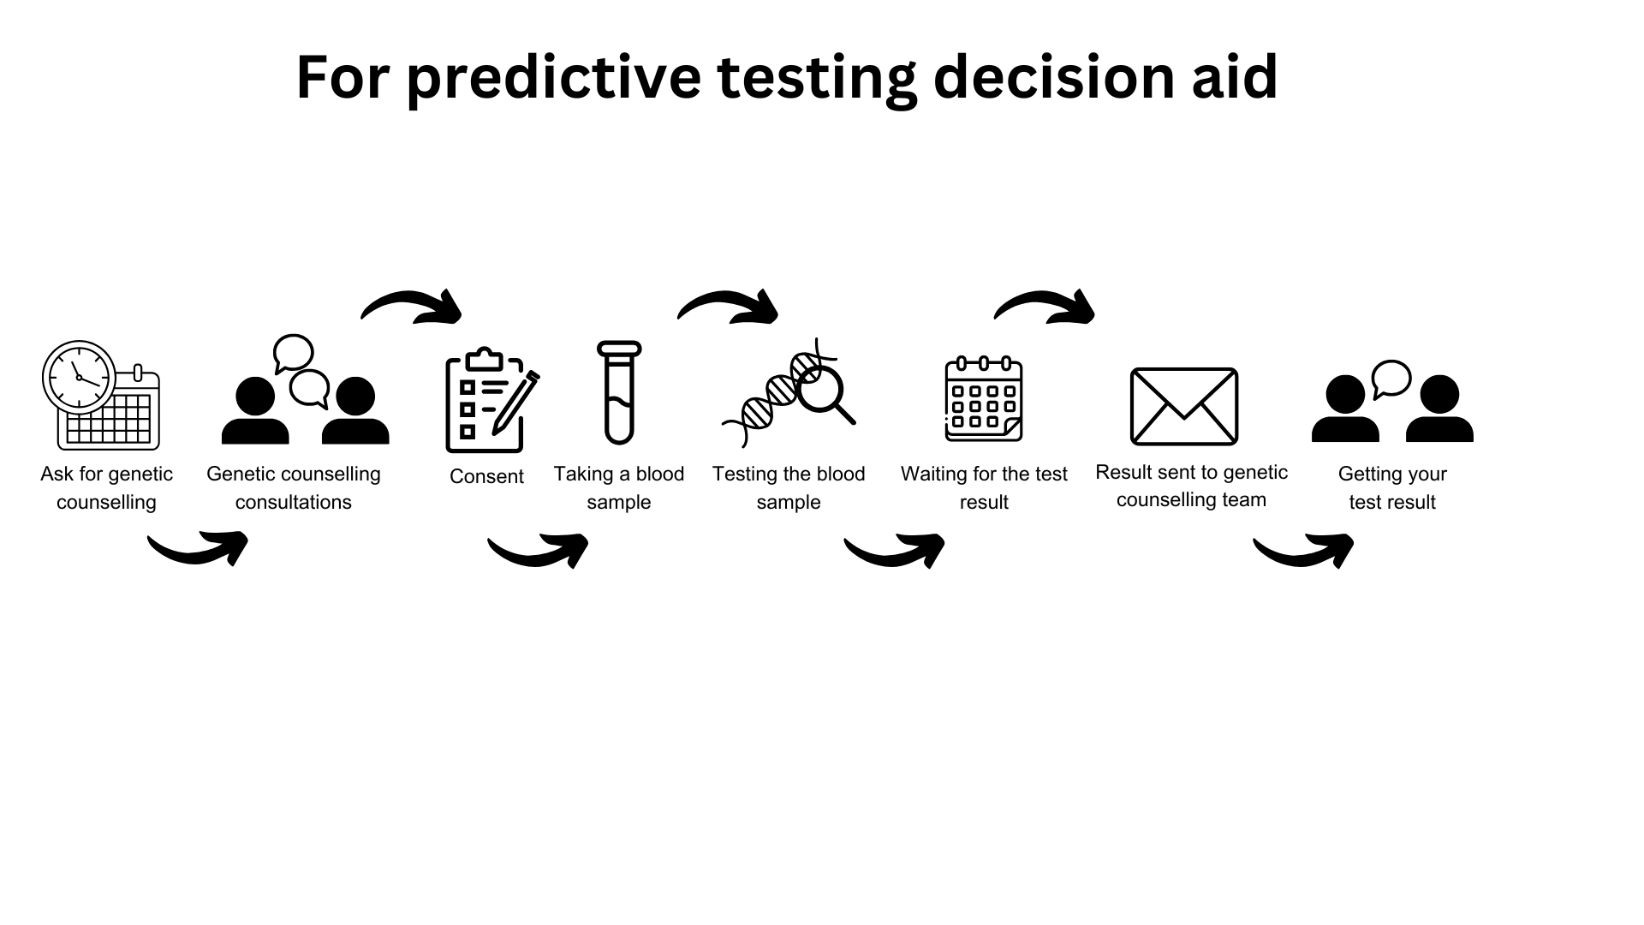 For predictive testing decision aid
Ask for genetic
counselling
Genetic counselling
consultations
Consent
Taking a blood
sample
Testing the blood
sample
Waiting for the test
result
Result sent to genetic
counselling team
Getting your
test result